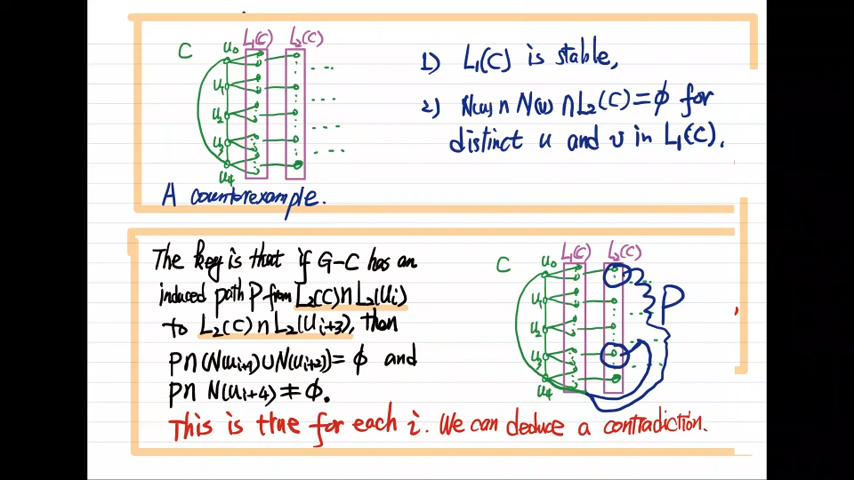 C u₀ L₁(C) L₂(C)
u₁
u₂
u₃
u₄
A counterexample.
1) L₁(C) is stable,
2) N(u) ∩ N(v) ∩ L₂(C) = ϕ for
distinct u and v in L₁(C).
The key is that if G-C has an
induced path P from L₂(C) ∩ L₂(uᵢ)
to L₂(C) ∩ L₂(uᵢ₊₃), then
P∩(N(uᵢ₊₁)∪N(uᵢ₊₂)) = ϕ and
P∩ N(uᵢ₊₄) ≠ ϕ.
C u₀ L₁(C) L₂(C)
u₁
u₂
u₃
u₄
P
This is true for each i. We can deduce a contradiction.